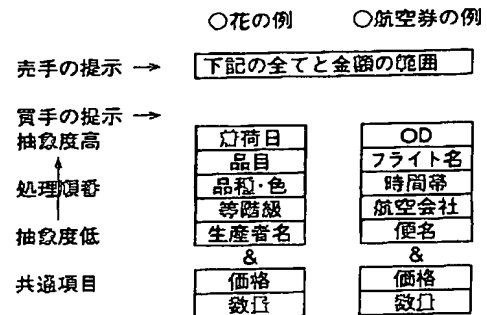 ○花の例 ○航空券の例
売手の提示 → 下記の全てと金額の範囲
買手の提示 →
抽象度高 入荷日 OD
品目 フライト名
処理順番 品種・色 時間帯
等階級 航空会社
抽象度低 生産者名 便名
& &
共通項目 価格 価格
数量 数量